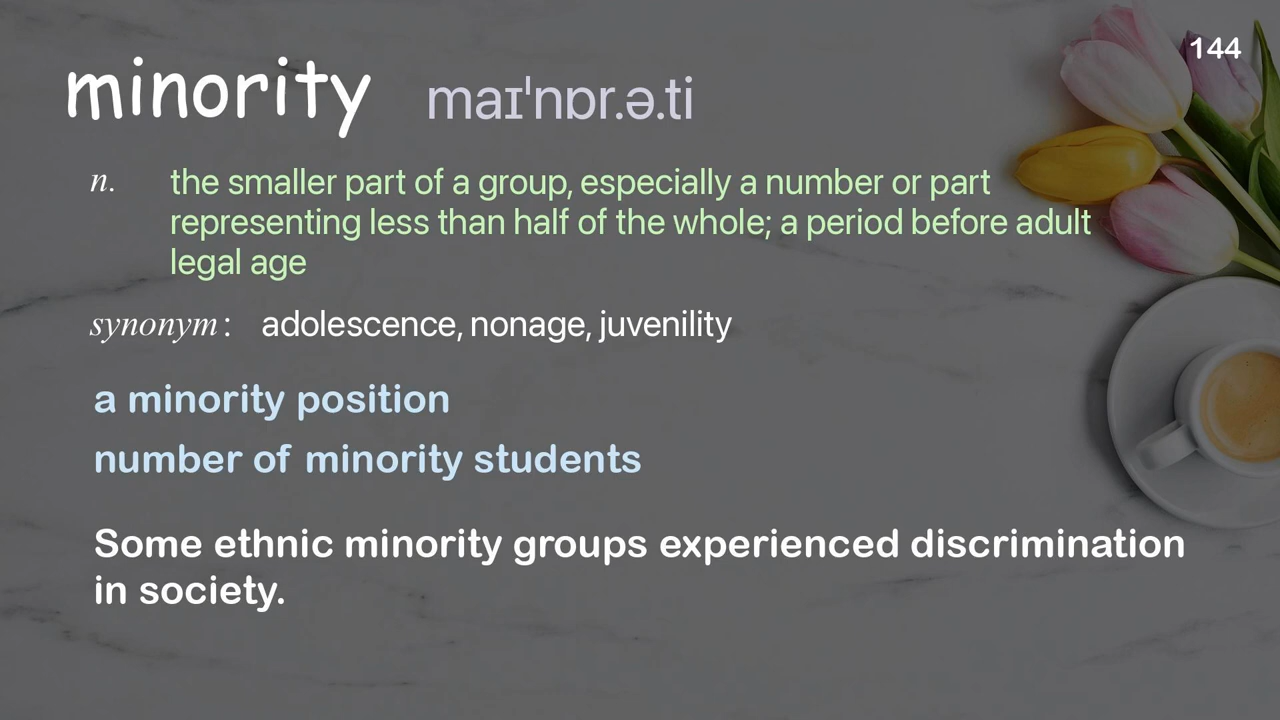 144
minority maɪˈnɒr.ə.ti
n. the smaller part of a group, especially a number or part
representing less than half of the whole; a period before adult
legal age
synonym: adolescence, nonage, juvenility
a minority position
number of minority students
Some ethnic minority groups experienced discrimination
in society.